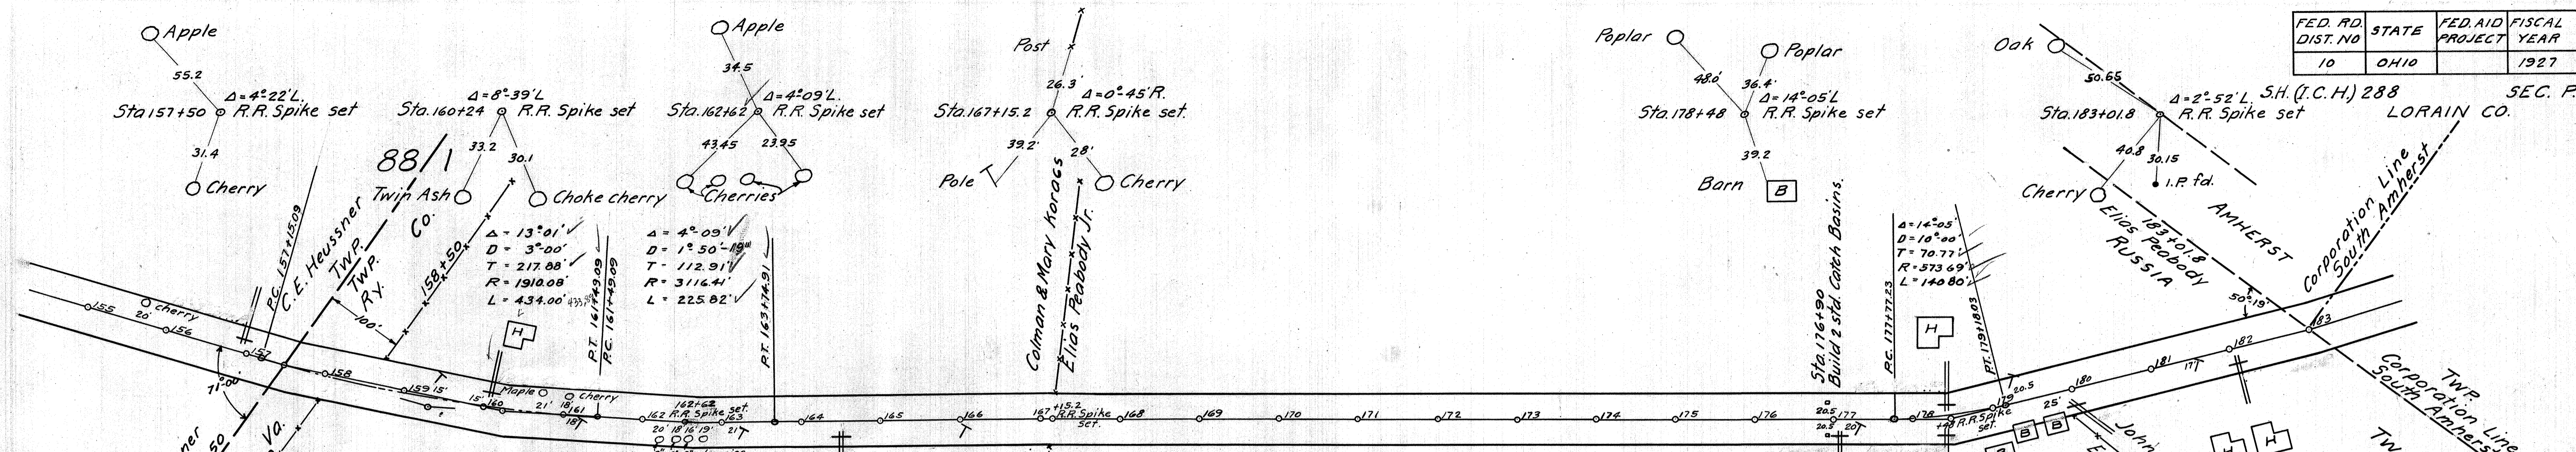 Apple
55.2
Δ=4°-22'L.
Sta 157+50 R.R. Spike set
31.4
Cherry
88/1
Δ=8°-39'L
Sta. 160+24 R.R. Spike set
33.2
30.1
Twin Ash
Choke cherry
Apple
34.5
Δ=4°-09'L.
Sta. 162+62 R.R. Spike set
43.45
23.95
Cherries
Post
26.3'
Δ=0°-45'R.
Sta. 167+15.2 R.R. Spike set.
39.2'
28'
Pole
Cherry
Poplar
Poplar
48.6'
36.4'
Δ=14°-05'L
Sta. 178+48 R.R. Spike set
39.2
Barn
B
Oak
50.65
Δ=2°-52'L.
Sta. 183+01.8 R.R. Spike set
40.8
30.15
Cherry
I.P. fd.
FED. RD. DIST. NO
STATE
FED. AID PROJECT
FISCAL YEAR
10
OHIO
1927
S.H. (I.C.H.) 288
SEC. P.
LORAIN CO.
P.C. 157+15.09
C.E. Heussner
TWP.
TWP.
Co.
Ry.
158+50
100'
Δ = 13°01'
D = 3°-00'
T = 217.88'
R = 1910.08'
L = 434.00'
P.T. 161+49.09
P.C. 161+49.09
Δ = 4°-09'
D = 1°-50'-19"
T = 112.91'
R = 3116.41'
L = 225.82'
P.T. 163+74.91
Colman & Mary Koragš
Elias Peabody Jr.
Sta. 176+90
Build 2 std. Catch Basins.
Δ=14°-05'
D=10°-00'
T=70.77'
R=573.69'
L=140.80'
P.C. 177+77.23
P.T. 179+18.03
Elias Peabody
183+01.8
RUSSIA
AMHERST
50°-19'
Corporation Line
South Amherst
155
20'
cherry
156
157
71°-00'
158
159
15'
H
Maple
Cherry
15'
160
21'
18'
161
18'
162+62
R.R. Spike set.
162
163
20' 18' 16' 19'
21'
164
165
166
167
+15.2
R.R. Spike set.
168
169
170
171
172
173
174
175
176
20.5
177
20.5
20'
H
178
+48
R.R. Spike set.
179
20.5
25'
180
181
17'
182
183
B
B
B
John
E
H
H
TWP.
Corporation Line
South Amherst
TW
ner
50
Va.